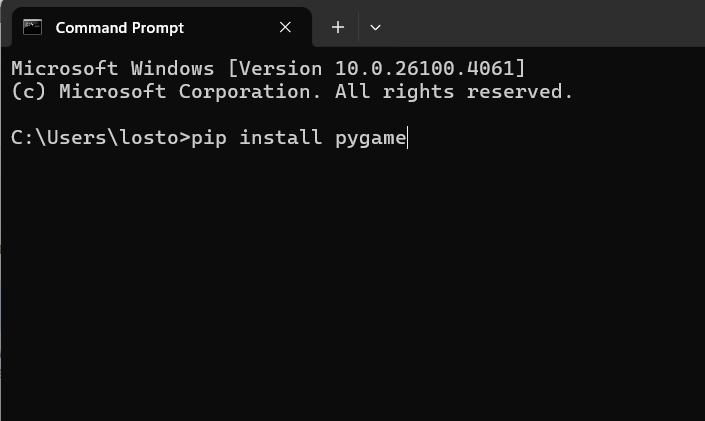 Command Prompt
Microsoft Windows [Version 10.0.26100.4061]
(c) Microsoft Corporation. All rights reserved.
C:\Users\losto>pip install pygame